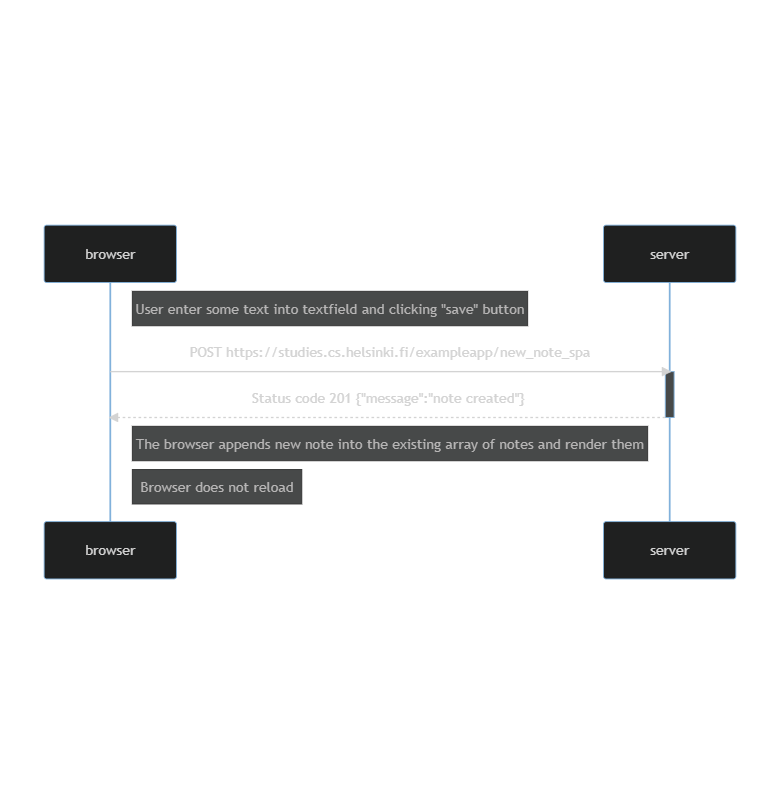 browser
server
User enter some text into textfield and clicking "save" button
POST https://studies.cs.helsinki.fi/exampleapp/new_note_spa
Status code 201 {"message":"note created"}
The browser appends new note into the existing array of notes and render them
Browser does not reload
browser
server